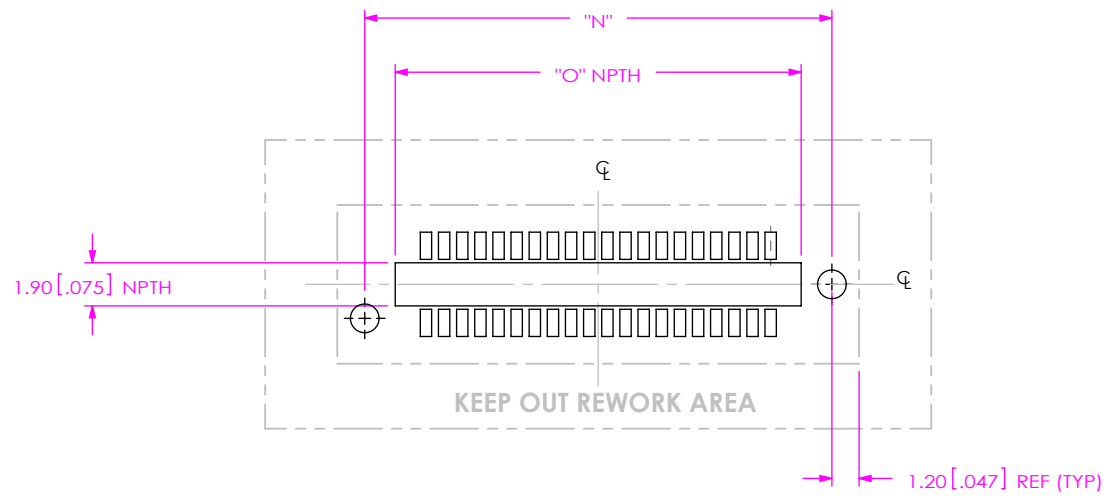 "N"
"O" NPTH
℄
1.90[.075] NPTH
℄
KEEP OUT REWORK AREA
1.20[.047] REF (TYP)